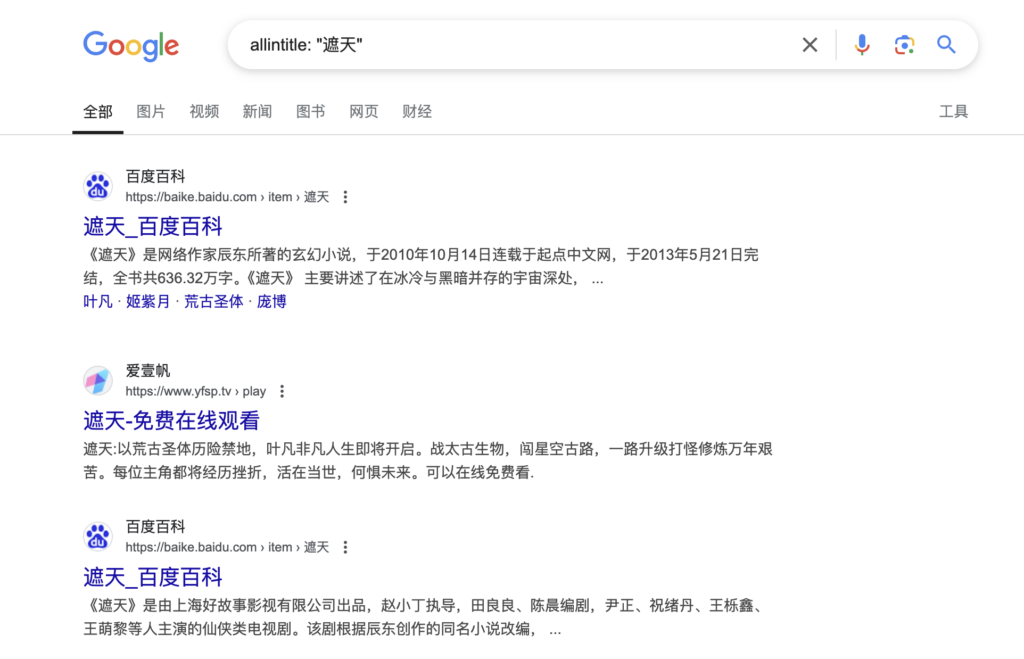 Google
allintitle: "遮天"
全部 图片 视频 新闻 图书 网页 财经 工具
百度百科
https://baike.baidu.com › item › 遮天
遮天_百度百科
《遮天》是网络作家辰东所著的玄幻小说，于2010年10月14日连载于起点中文网，于2013年5月21日完
结，全书共636.32万字。《遮天》 主要讲述了在冰冷与黑暗并存的宇宙深处， ...
叶凡 · 姬紫月 · 荒古圣体 · 庞博
爱壹帆
https://www.yfsp.tv › play
遮天-免费在线观看
遮天:以荒古圣体历险禁地，叶凡非凡人生即将开启。战太古生物，闯星空古路，一路升级打怪修炼万年艰
苦。每位主角都将经历挫折，活在当世，何惧未来。可以在线免费看.
百度百科
https://baike.baidu.com › item › 遮天
遮天_百度百科
《遮天》是由上海好故事影视有限公司出品，赵小丁执导，田良良、陈晨编剧，尹正、祝绪丹、王栎鑫、
王萌黎等人主演的仙侠类电视剧。该剧根据辰东创作的同名小说改编， ...